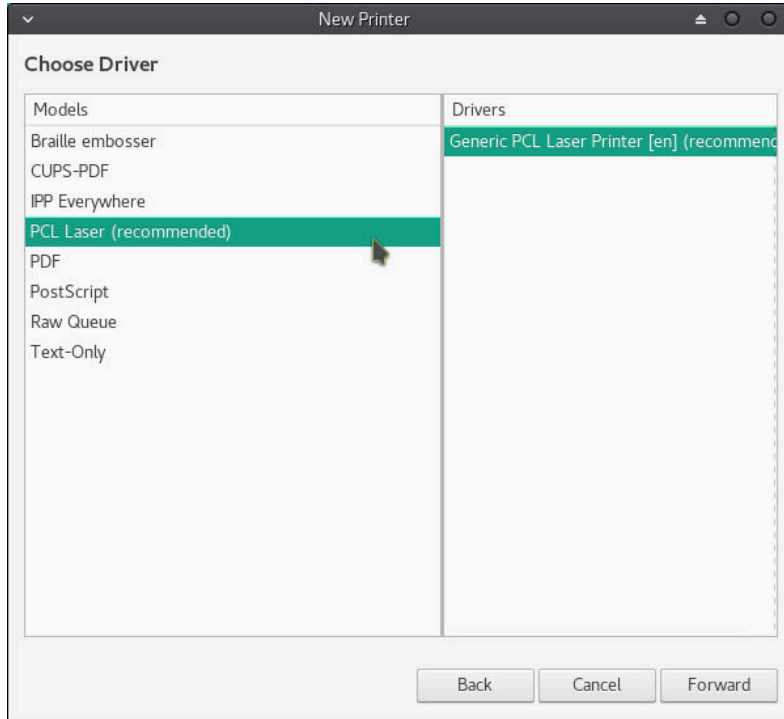 New Printer
Choose Driver
Models
Drivers
Braille embosser
Generic PCL Laser Printer [en] (recommend
CUPS-PDF
IPP Everywhere
PCL Laser (recommended)
PDF
PostScript
Raw Queue
Text-Only
Back
Cancel
Forward